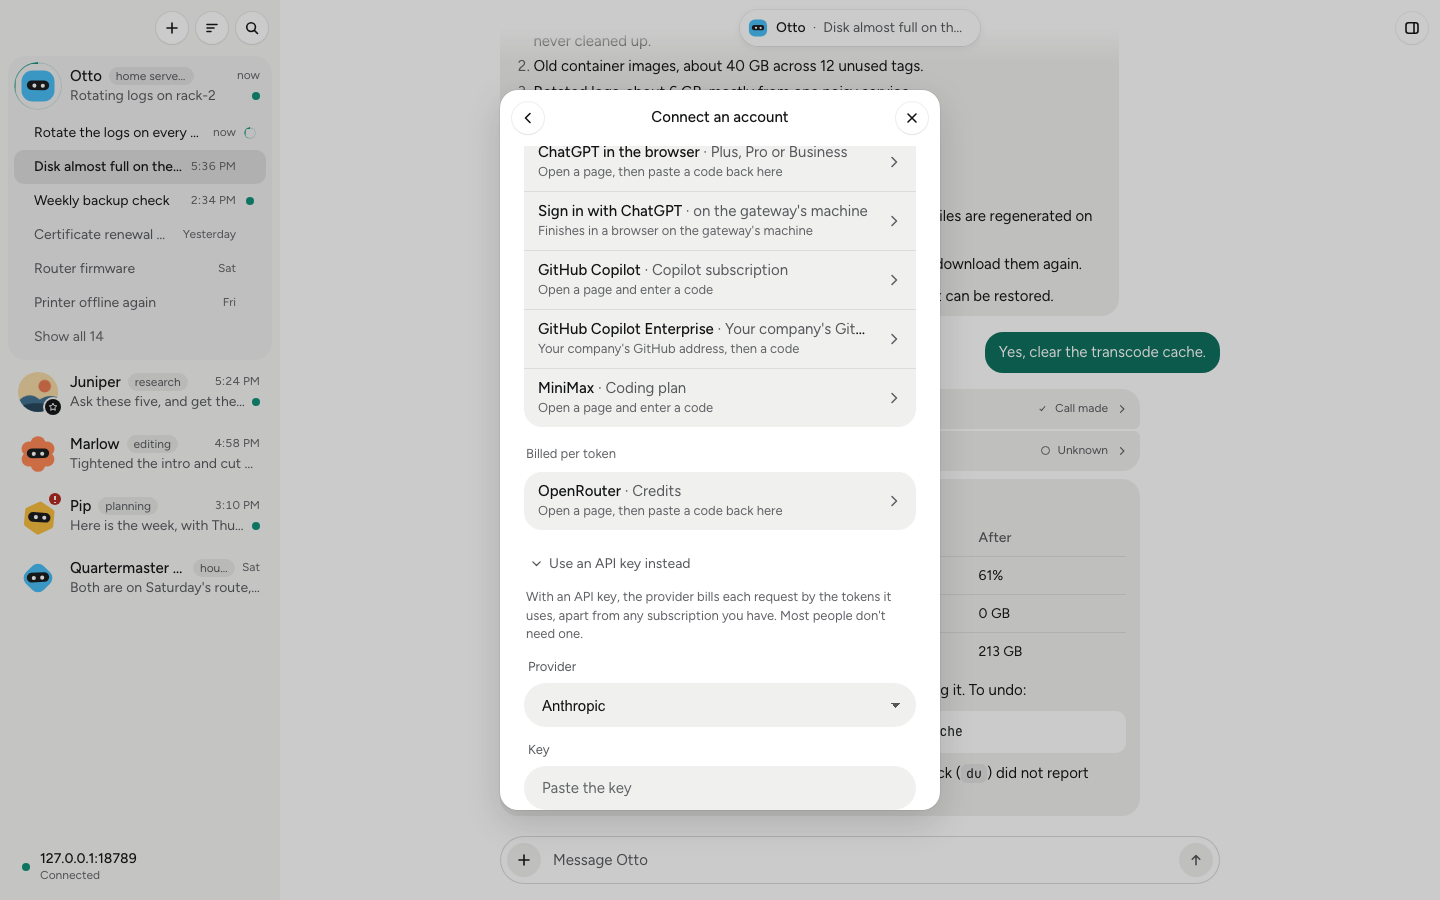 Otto home serve... now
Rotating logs on rack-2
Rotate the logs on every ... now
Disk almost full on the... 5:36 PM
Weekly backup check 2:34 PM
Certificate renewal ... Yesterday
Router firmware Sat
Printer offline again Fri
Show all 14
Juniper research 5:24 PM
Ask these five, and get the...
Marlow editing 4:58 PM
Tightened the intro and cut ...
Pip planning 3:10 PM
Here is the week, with Thu...
Quartermaster ... hou... Sat
Both are on Saturday's route,...
127.0.0.1:18789
Connected
Otto · Disk almost full on th...
never cleaned up.
2. Old container images, about 40 GB across 12 unused tags.
Connect an account
ChatGPT in the browser · Plus, Pro or Business
Open a page, then paste a code back here
Sign in with ChatGPT · on the gateway's machine
Finishes in a browser on the gateway's machine
GitHub Copilot · Copilot subscription
Open a page and enter a code
GitHub Copilot Enterprise · Your company's Git...
Your company's GitHub address, then a code
MiniMax · Coding plan
Open a page and enter a code
Billed per token
OpenRouter · Credits
Open a page, then paste a code back here
Use an API key instead
With an API key, the provider bills each request by the tokens it
uses, apart from any subscription you have. Most people don't
need one.
Provider
Anthropic
Key
Paste the key
iles are regenerated on
download them again.
can be restored.
Yes, clear the transcode cache.
Call made
Unknown
After
61%
0 GB
213 GB
g it. To undo:
che
ck (du) did not report
Message Otto